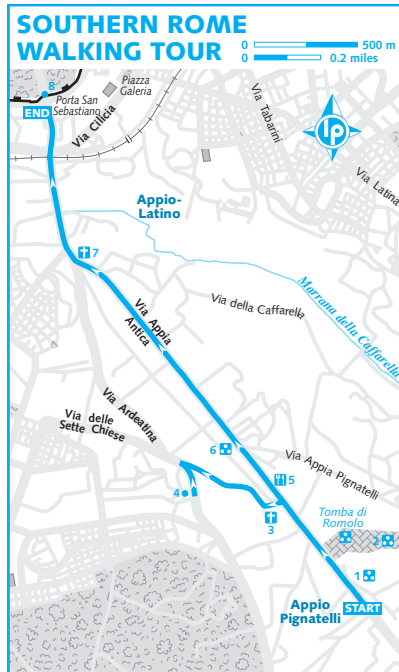 SOUTHERN ROME
WALKING TOUR
0 500 m
0 0.2 miles
8
Porta San
Sebastiano
Piazza
Galeria
END
Via Cilicia
Via Tabarini
lp
Via Latina
Appio-
Latino
7
Via Appia
Antica
Via della Caffarella
Marrana della Caffarella
Via Ardeatina
Via delle
Sette Chiese
6
Via Appia Pignatelli
5
4
3
Tomba di
Romolo
2
1
Appio
Pignatelli
START